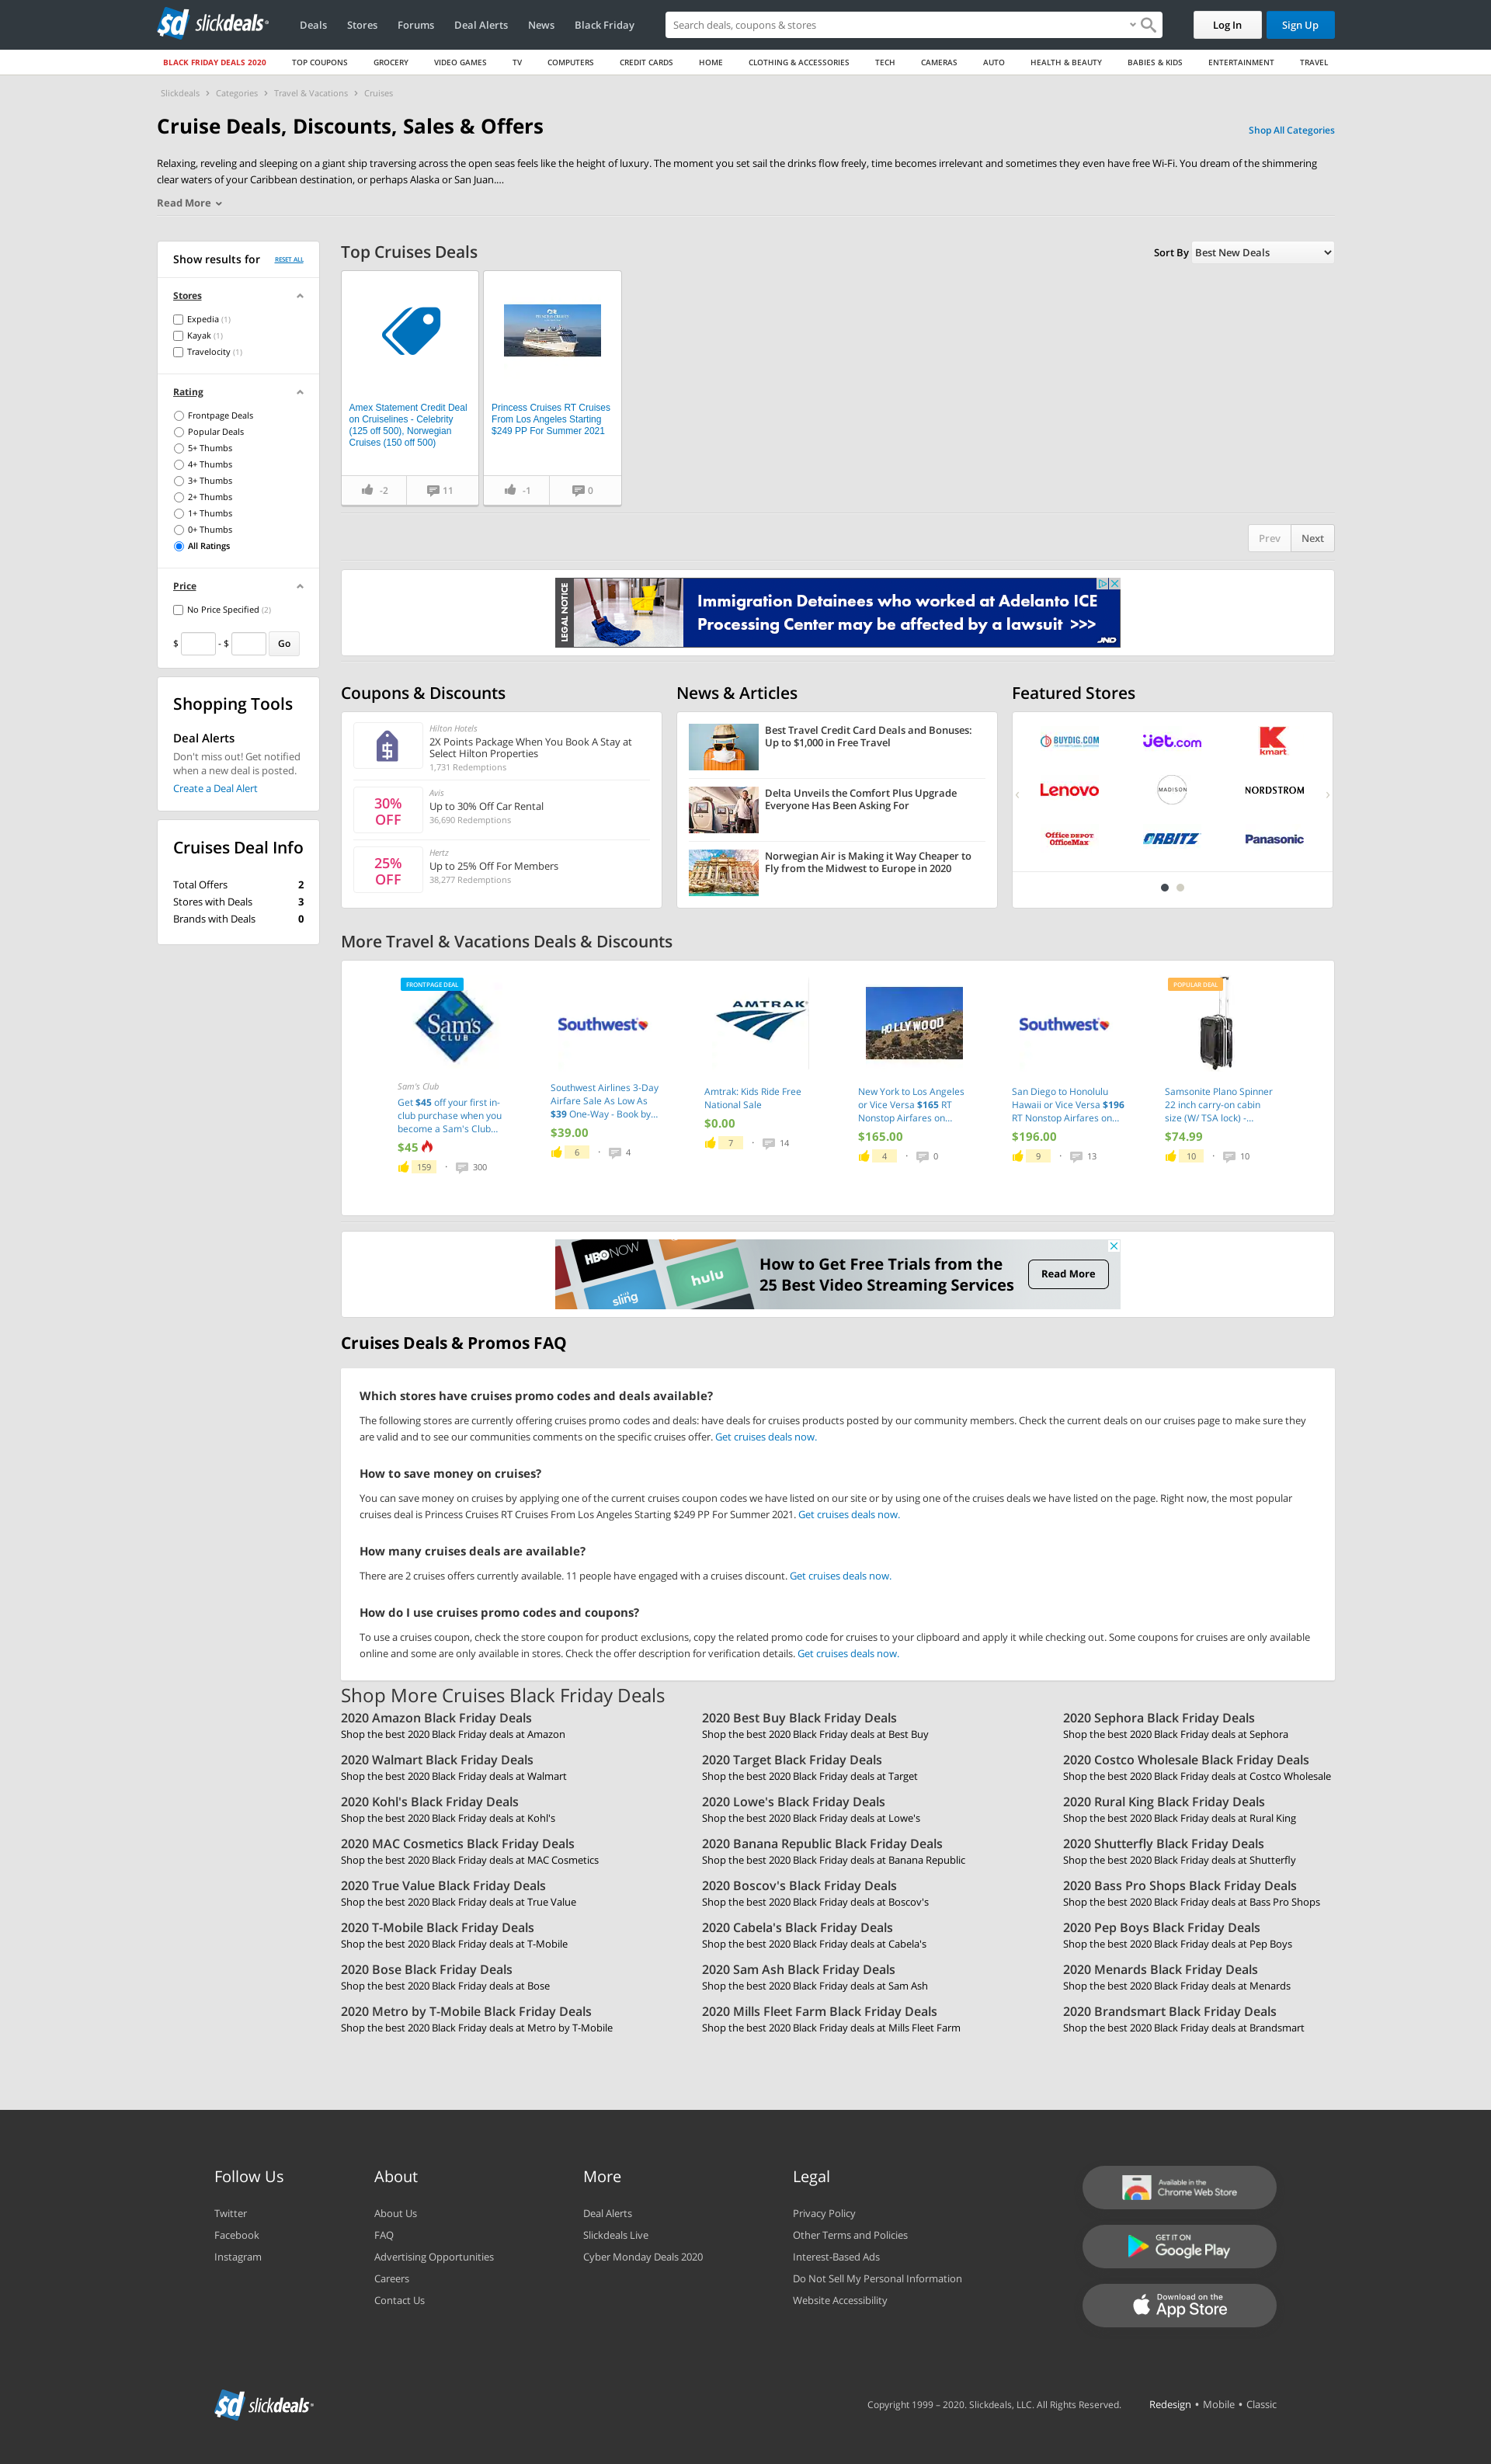 sd slickdeals
Deals
Stores
Forums
Deal Alerts
News
Black Friday
Search deals, coupons & stores
Log In
Sign Up
BLACK FRIDAY DEALS 2020
TOP COUPONS
GROCERY
VIDEO GAMES
TV
COMPUTERS
CREDIT CARDS
HOME
CLOTHING & ACCESSORIES
TECH
CAMERAS
AUTO
HEALTH & BEAUTY
BABIES & KIDS
ENTERTAINMENT
TRAVEL
Slickdeals › Categories › Travel & Vacations › Cruises
Cruise Deals, Discounts, Sales & Offers
Shop All Categories
Relaxing, reveling and sleeping on a giant ship traversing across the open seas feels like the height of luxury. The moment you set sail the drinks flow freely, time becomes irrelevant and sometimes they even have free Wi-Fi. You dream of the shimmering
clear waters of your Caribbean destination, or perhaps Alaska or San Juan....
Read More
Show results for
RESET ALL
Stores
Expedia (1)
Kayak (1)
Travelocity (1)
Rating
Frontpage Deals
Popular Deals
5+ Thumbs
4+ Thumbs
3+ Thumbs
2+ Thumbs
1+ Thumbs
0+ Thumbs
All Ratings
Price
No Price Specified (2)
$ - $ Go
Shopping Tools
Deal Alerts
Don't miss out! Get notified
when a new deal is posted.
Create a Deal Alert
Cruises Deal Info
Total Offers 2
Stores with Deals 3
Brands with Deals 0
Top Cruises Deals
Sort By Best New Deals
Amex Statement Credit Deal
on Cruiselines - Celebrity
(125 off 500), Norwegian
Cruises (150 off 500)
-2 11
Princess Cruises RT Cruises
From Los Angeles Starting
$249 PP For Summer 2021
-1 0
Prev Next
LEGAL NOTICE
Immigration Detainees who worked at Adelanto ICE
Processing Center may be affected by a lawsuit >>>
JND
Coupons & Discounts
Hilton Hotels
2X Points Package When You Book A Stay at
Select Hilton Properties
1,731 Redemptions
30%
OFF
Avis
Up to 30% Off Car Rental
36,690 Redemptions
25%
OFF
Hertz
Up to 25% Off For Members
38,277 Redemptions
News & Articles
Best Travel Credit Card Deals and Bonuses:
Up to $1,000 in Free Travel
Delta Unveils the Comfort Plus Upgrade
Everyone Has Been Asking For
Norwegian Air is Making it Way Cheaper to
Fly from the Midwest to Europe in 2020
Featured Stores
BUYDIG.COM
jet.com
kmart
Lenovo
MADISON
NORDSTROM
Office DEPOT
OfficeMax
ORBITZ
Panasonic
More Travel & Vacations Deals & Discounts
FRONTPAGE DEAL
Sam's
CLUB
Sam's Club
Get $45 off your first in-
club purchase when you
become a Sam's Club...
$45
159 · 300
Southwest
Southwest Airlines 3-Day
Airfare Sale As Low As
$39 One-Way - Book by...
$39.00
6 · 4
AMTRAK
Amtrak: Kids Ride Free
National Sale
$0.00
7 · 14
HOLLYWOOD
New York to Los Angeles
or Vice Versa $165 RT
Nonstop Airfares on...
$165.00
4 · 0
Southwest
San Diego to Honolulu
Hawaii or Vice Versa $196
RT Nonstop Airfares on...
$196.00
9 · 13
POPULAR DEAL
Samsonite Plano Spinner
22 inch carry-on cabin
size (W/ TSA lock) -...
$74.99
10 · 10
HBO NOW
hulu
sling
How to Get Free Trials from the
25 Best Video Streaming Services
Read More
Cruises Deals & Promos FAQ
Which stores have cruises promo codes and deals available?
The following stores are currently offering cruises promo codes and deals: have deals for cruises products posted by our community members. Check the current deals on our cruises page to make sure they
are valid and to see our communities comments on the specific cruises offer. Get cruises deals now.
How to save money on cruises?
You can save money on cruises by applying one of the current cruises coupon codes we have listed on our site or by using one of the cruises deals we have listed on the page. Right now, the most popular
cruises deal is Princess Cruises RT Cruises From Los Angeles Starting $249 PP For Summer 2021. Get cruises deals now.
How many cruises deals are available?
There are 2 cruises offers currently available. 11 people have engaged with a cruises discount. Get cruises deals now.
How do I use cruises promo codes and coupons?
To use a cruises coupon, check the store coupon for product exclusions, copy the related promo code for cruises to your clipboard and apply it while checking out. Some coupons for cruises are only available
online and some are only available in stores. Check the offer description for verification details. Get cruises deals now.
Shop More Cruises Black Friday Deals
2020 Amazon Black Friday Deals
Shop the best 2020 Black Friday deals at Amazon
2020 Best Buy Black Friday Deals
Shop the best 2020 Black Friday deals at Best Buy
2020 Sephora Black Friday Deals
Shop the best 2020 Black Friday deals at Sephora
2020 Walmart Black Friday Deals
Shop the best 2020 Black Friday deals at Walmart
2020 Target Black Friday Deals
Shop the best 2020 Black Friday deals at Target
2020 Costco Wholesale Black Friday Deals
Shop the best 2020 Black Friday deals at Costco Wholesale
2020 Kohl's Black Friday Deals
Shop the best 2020 Black Friday deals at Kohl's
2020 Lowe's Black Friday Deals
Shop the best 2020 Black Friday deals at Lowe's
2020 Rural King Black Friday Deals
Shop the best 2020 Black Friday deals at Rural King
2020 MAC Cosmetics Black Friday Deals
Shop the best 2020 Black Friday deals at MAC Cosmetics
2020 Banana Republic Black Friday Deals
Shop the best 2020 Black Friday deals at Banana Republic
2020 Shutterfly Black Friday Deals
Shop the best 2020 Black Friday deals at Shutterfly
2020 True Value Black Friday Deals
Shop the best 2020 Black Friday deals at True Value
2020 Boscov's Black Friday Deals
Shop the best 2020 Black Friday deals at Boscov's
2020 Bass Pro Shops Black Friday Deals
Shop the best 2020 Black Friday deals at Bass Pro Shops
2020 T-Mobile Black Friday Deals
Shop the best 2020 Black Friday deals at T-Mobile
2020 Cabela's Black Friday Deals
Shop the best 2020 Black Friday deals at Cabela's
2020 Pep Boys Black Friday Deals
Shop the best 2020 Black Friday deals at Pep Boys
2020 Bose Black Friday Deals
Shop the best 2020 Black Friday deals at Bose
2020 Sam Ash Black Friday Deals
Shop the best 2020 Black Friday deals at Sam Ash
2020 Menards Black Friday Deals
Shop the best 2020 Black Friday deals at Menards
2020 Metro by T-Mobile Black Friday Deals
Shop the best 2020 Black Friday deals at Metro by T-Mobile
2020 Mills Fleet Farm Black Friday Deals
Shop the best 2020 Black Friday deals at Mills Fleet Farm
2020 Brandsmart Black Friday Deals
Shop the best 2020 Black Friday deals at Brandsmart
Follow Us
Twitter
Facebook
Instagram
About
About Us
FAQ
Advertising Opportunities
Careers
Contact Us
More
Deal Alerts
Slickdeals Live
Cyber Monday Deals 2020
Legal
Privacy Policy
Other Terms and Policies
Interest-Based Ads
Do Not Sell My Personal Information
Website Accessibility
Available in the
Chrome Web Store
GET IT ON
Google Play
Download on the
App Store
sd slickdeals
Copyright 1999 – 2020. Slickdeals, LLC. All Rights Reserved.
Redesign • Mobile • Classic